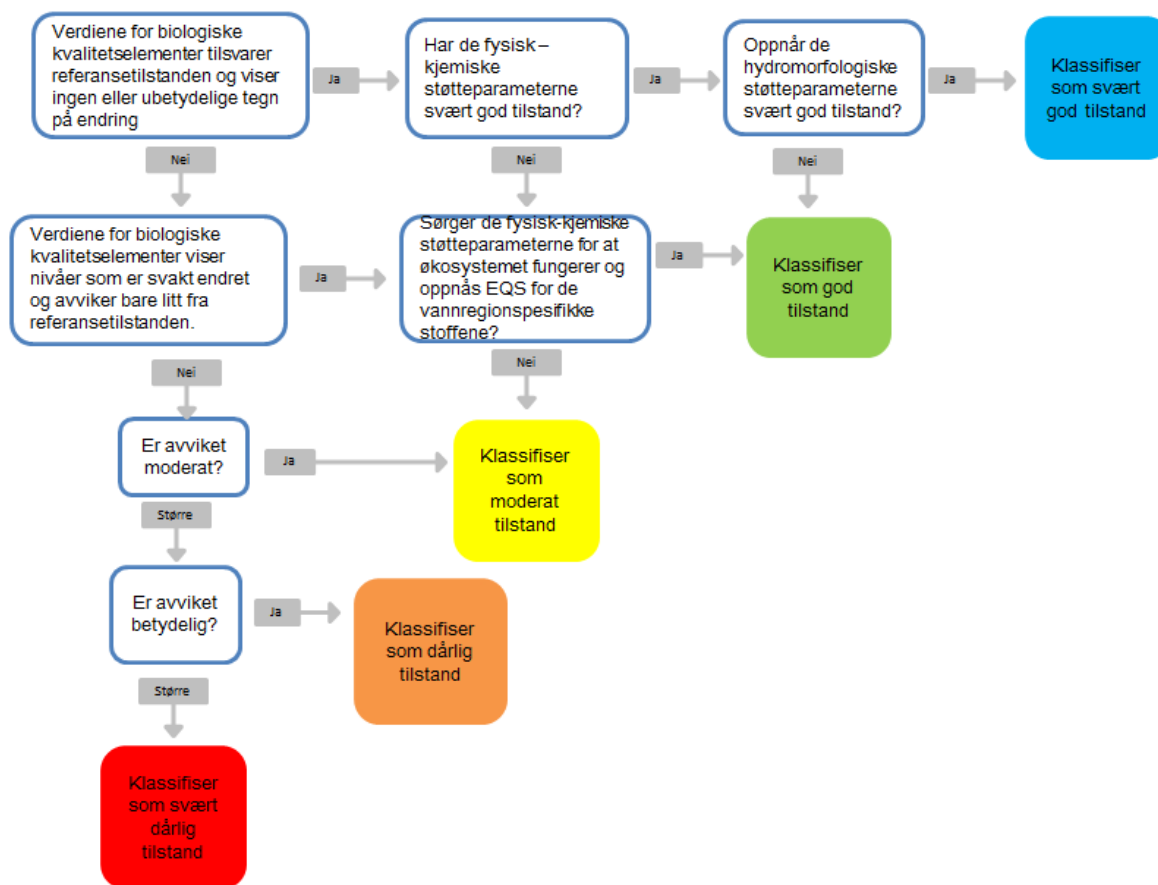 Verdiene for biologiske
kvalitetselementer tilsvarer
referansetilstanden og viser
ingen eller ubetydelige tegn
på endring
Ja
Har de fysisk –
kjemiske
støtteparameterne
svært god tilstand?
Ja
Oppnår de
hydromorfologiske
støtteparameterne
svært god tilstand?
Ja
Klassifiser
som svært
god tilstand
Nei
Nei
Nei
Verdiene for biologiske
kvalitetselementer viser
nivåer som er svakt endret
og avviker bare litt fra
referansetilstanden.
Ja
Sørger de fysisk-kjemiske
støtteparameterne for at
økosystemet fungerer og
oppnås EQS for de
vannregionspesifikke
stoffene?
Ja
Klassifiser
som god
tilstand
Nei
Nei
Er avviket
moderat?
Ja
Klassifiser
som
moderat
tilstand
Større
Er avviket
betydelig?
Ja
Klassifiser
som dårlig
tilstand
Større
Klassifiser
som svært
dårlig
tilstand